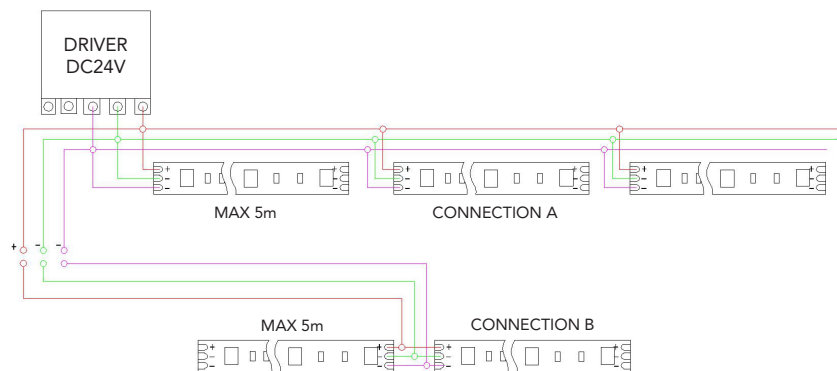 DRIVER
DC24V
+ + + + + +
- - - - - -
- - - - - -
MAX 5m CONNECTION A
+ - -
MAX 5m CONNECTION B
+ + + +
- - - -
- - - -